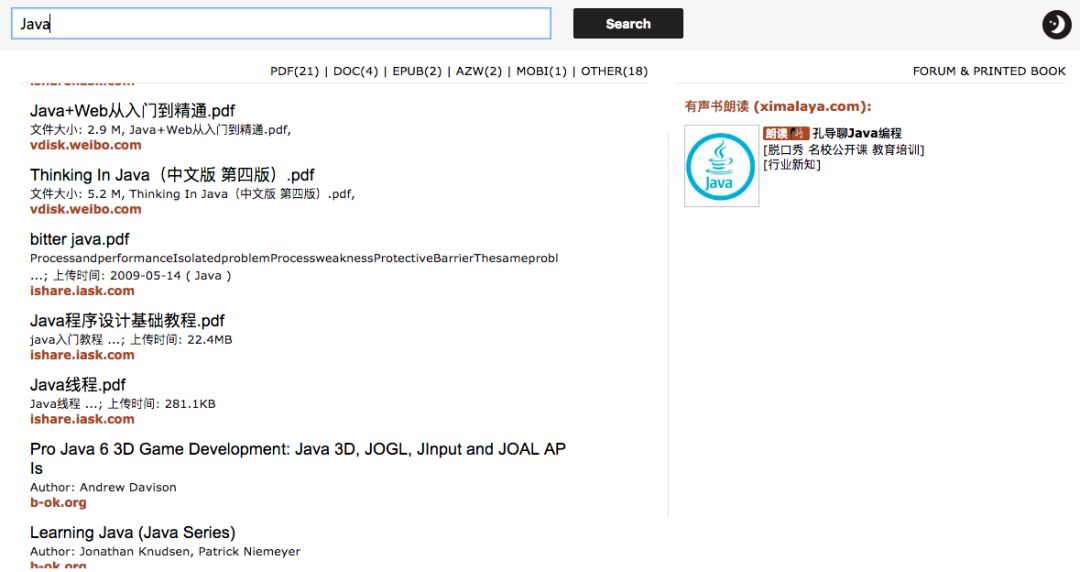 Java
Search
PDF(21) | DOC(4) | EPUB(2) | AZW(2) | MOBI(1) | OTHER(18)
ishare.iask.com
Java+Web从入门到精通.pdf
文件大小: 2.9 M, Java+Web从入门到精通.pdf,
vdisk.weibo.com
Thinking In Java（中文版 第四版）.pdf
文件大小: 5.2 M, Thinking In Java（中文版 第四版）.pdf,
vdisk.weibo.com
bitter java.pdf
ProcessandperformanceIsolatedproblemProcessweaknessProtectiveBarrierThesameprobl
...; 上传时间: 2009-05-14 ( Java )
ishare.iask.com
Java程序设计基础教程.pdf
java入门教程 ...; 上传时间: 22.4MB
ishare.iask.com
Java线程.pdf
Java线程 ...; 上传时间: 281.1KB
ishare.iask.com
Pro Java 6 3D Game Development: Java 3D, JOGL, JInput and JOAL AP
Is
Author: Andrew Davison
b-ok.org
Learning Java (Java Series)
Author: Jonathan Knudsen, Patrick Niemeyer
b-ok.org
FORUM & PRINTED BOOK
有声书朗读 (ximalaya.com):
Java
朗读 孔导聊Java编程
[脱口秀 名校公开课 教育培训]
[行业新知]